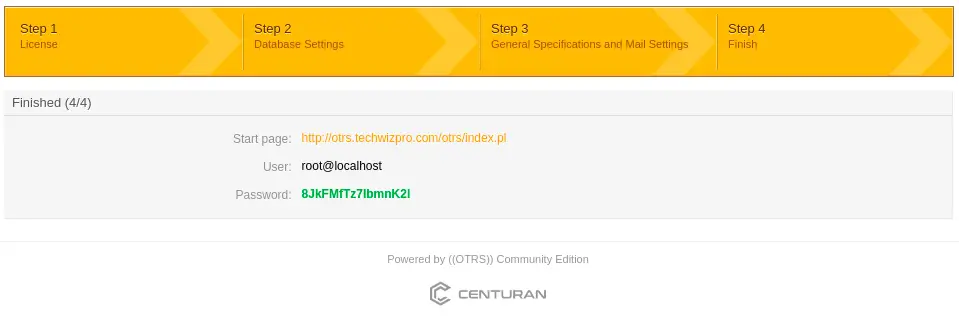 Step 1
License
Step 2
Database Settings
Step 3
General Specifications and Mail Settings
Step 4
Finish
Finished (4/4)
Start page: http://otrs.techwizpro.com/otrs/index.pl
User: root@localhost
Password: 8JkFMfTz7lbmnK2l
Powered by ((OTRS)) Community Edition
CENTURAN